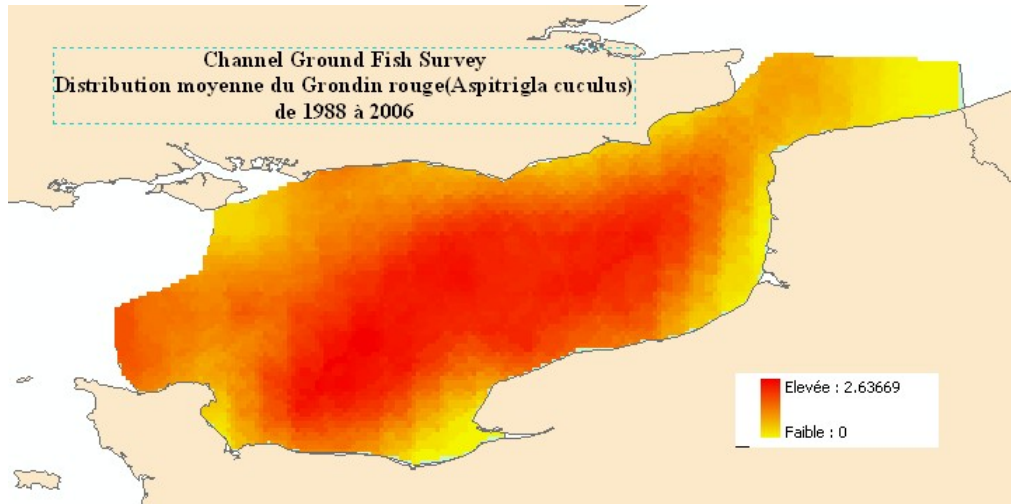 Channel Ground Fish Survey
Distribution moyenne du Grondin rouge(Aspitrigla cuculus)
de 1988 à 2006
Elevée : 2.63669
Faible : 0